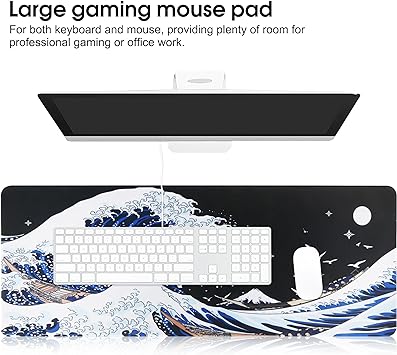 Large gaming mouse pad
For both keyboard and mouse, providing plenty of room for
professional gaming or office work.